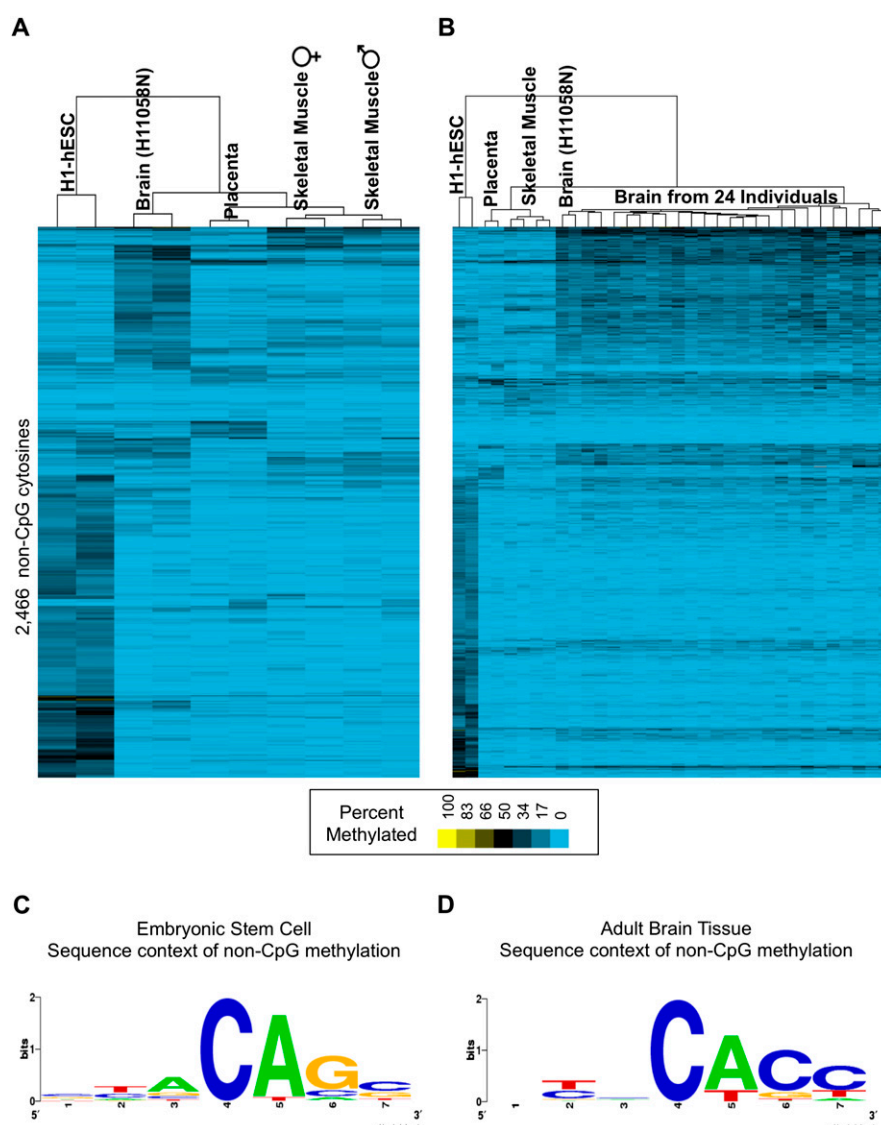 A
B
H1-hESC
Brain (H11058N)
Placenta
Skeletal Muscle ♀
Skeletal Muscle ♂
H1-hESC
Placenta
Skeletal Muscle
Brain (H11058N)
Brain from 24 Individuals
2,466 non-CpG cytosines
Percent
Methylated
100
83
66
50
34
17
0
C
Embryonic Stem Cell
Sequence context of non-CpG methylation
D
Adult Brain Tissue
Sequence context of non-CpG methylation
2
1
0
bits
T A C A G C
5′ 1 2 3 4 5 6 7 3′
2
1
0
bits
T C A C C
5′ 1 2 3 4 5 6 7 3′